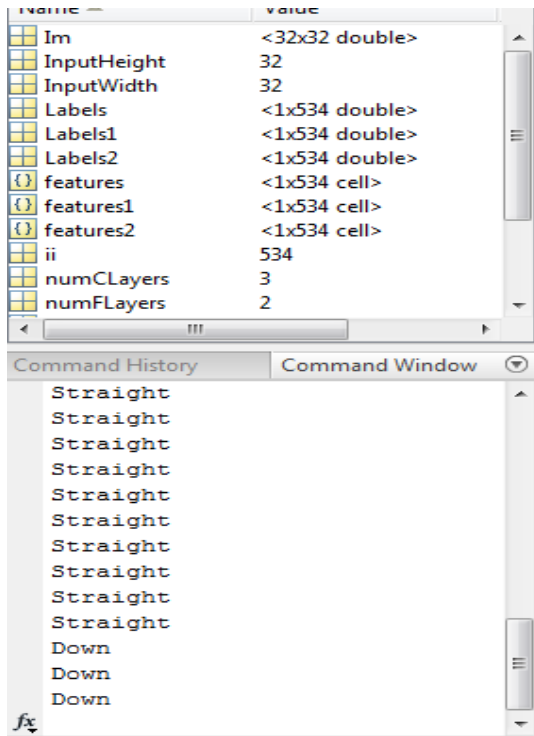 Name Value
Im <32x32 double>
InputHeight 32
InputWidth 32
Labels <1x534 double>
Labels1 <1x534 double>
Labels2 <1x534 double>
{} features <1x534 cell>
{} features1 <1x534 cell>
{} features2 <1x534 cell>
ii 534
numCLayers 3
numFLayers 2
Command History Command Window
Straight
Straight
Straight
Straight
Straight
Straight
Straight
Straight
Straight
Straight
Down
Down
Down
fx